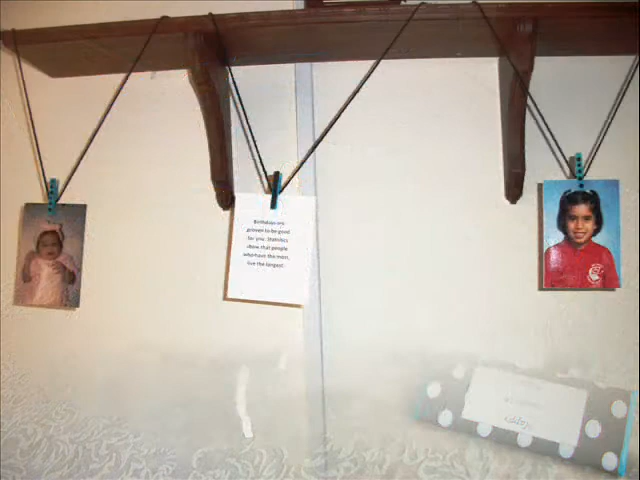 Birthdays are
proven to be good
for you. Statistics
show that people
who have the most,
live the longest!